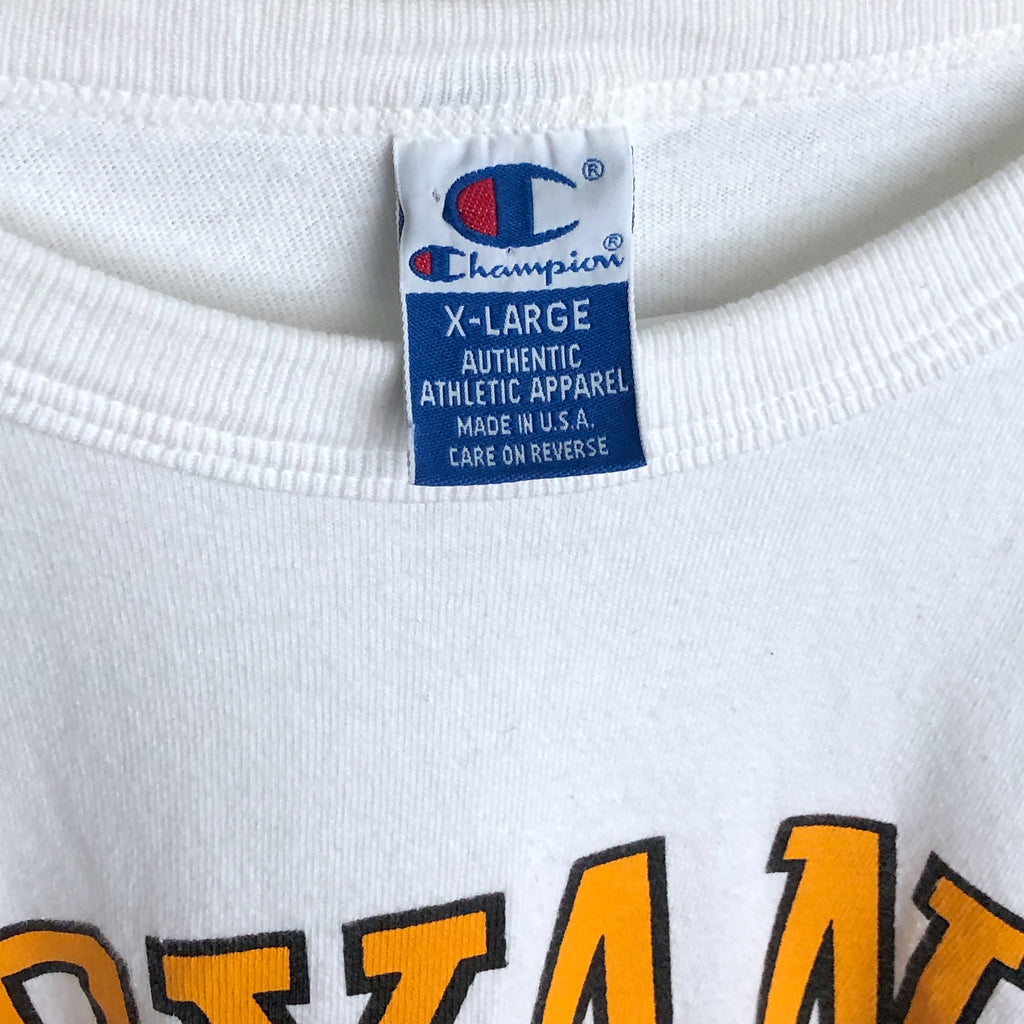 ®
Champion®
X-LARGE
AUTHENTIC
ATHLETIC APPAREL
MADE IN U.S.A.
CARE ON REVERSE